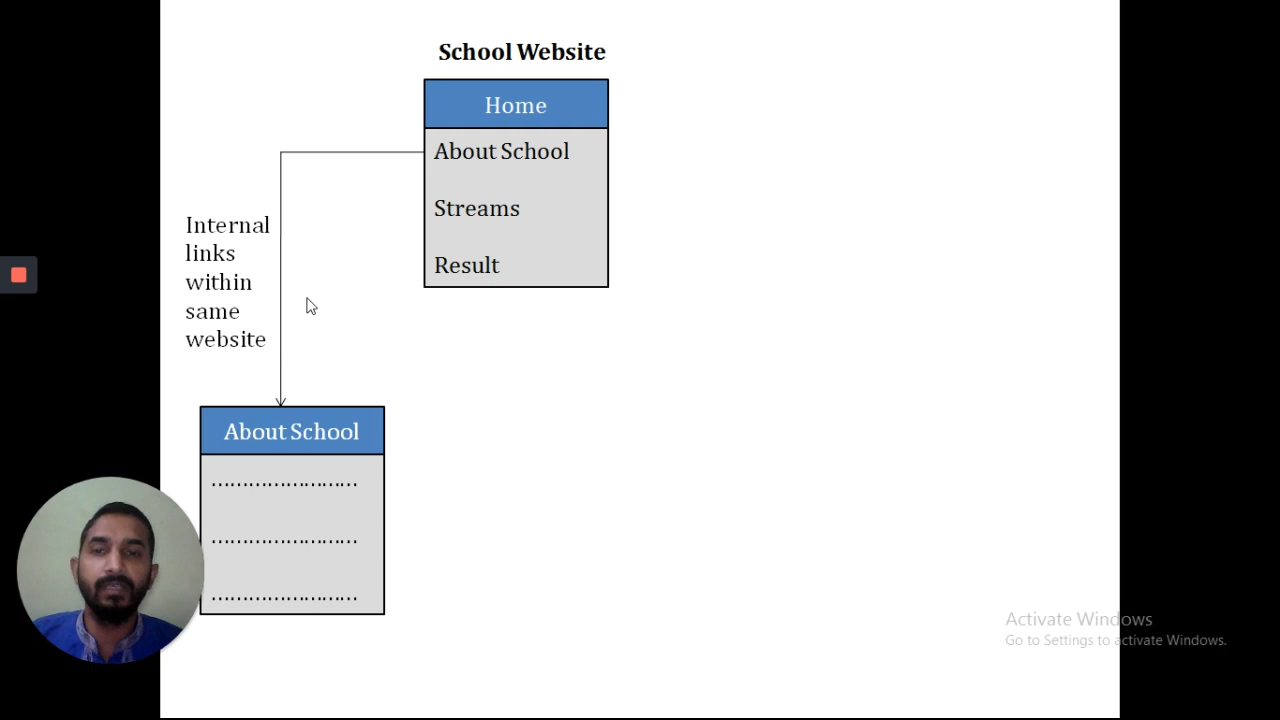 School Website
Home
About School
Streams
Result
Internal
links
within
same
website
About School
........................
........................
........................
Activate Windows
Go to Settings to activate Windows.